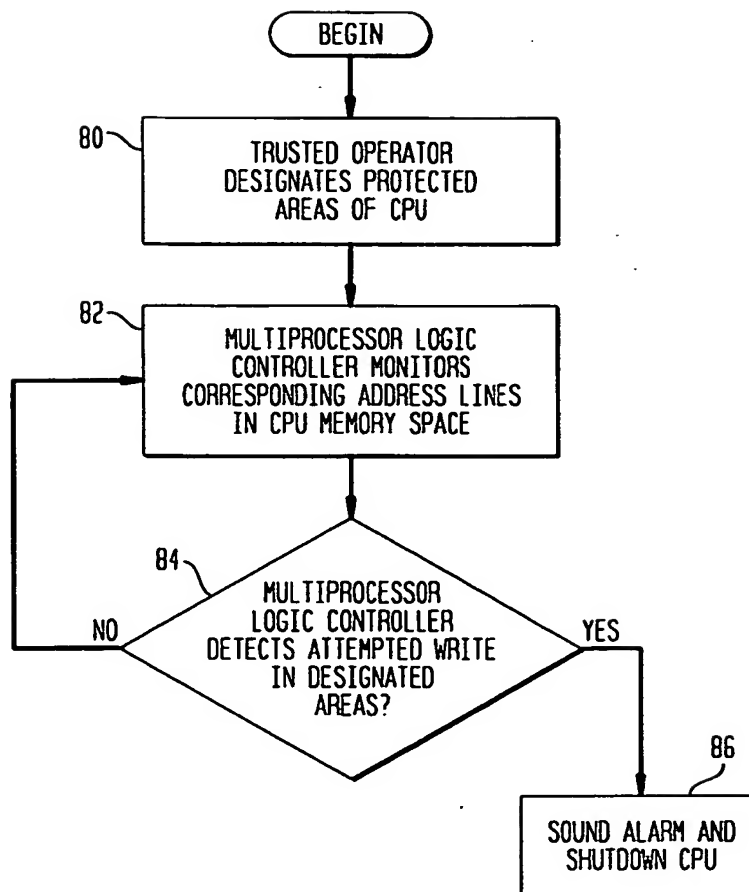 BEGIN
80
TRUSTED OPERATOR
DESIGNATES PROTECTED
AREAS OF CPU
82
MULTIPROCESSOR LOGIC
CONTROLLER MONITORS
CORRESPONDING ADDRESS LINES
IN CPU MEMORY SPACE
84
MULTIPROCESSOR
LOGIC CONTROLLER
DETECTS ATTEMPTED WRITE
IN DESIGNATED
AREAS?
NO
YES
86
SOUND ALARM AND
SHUTDOWN CPU